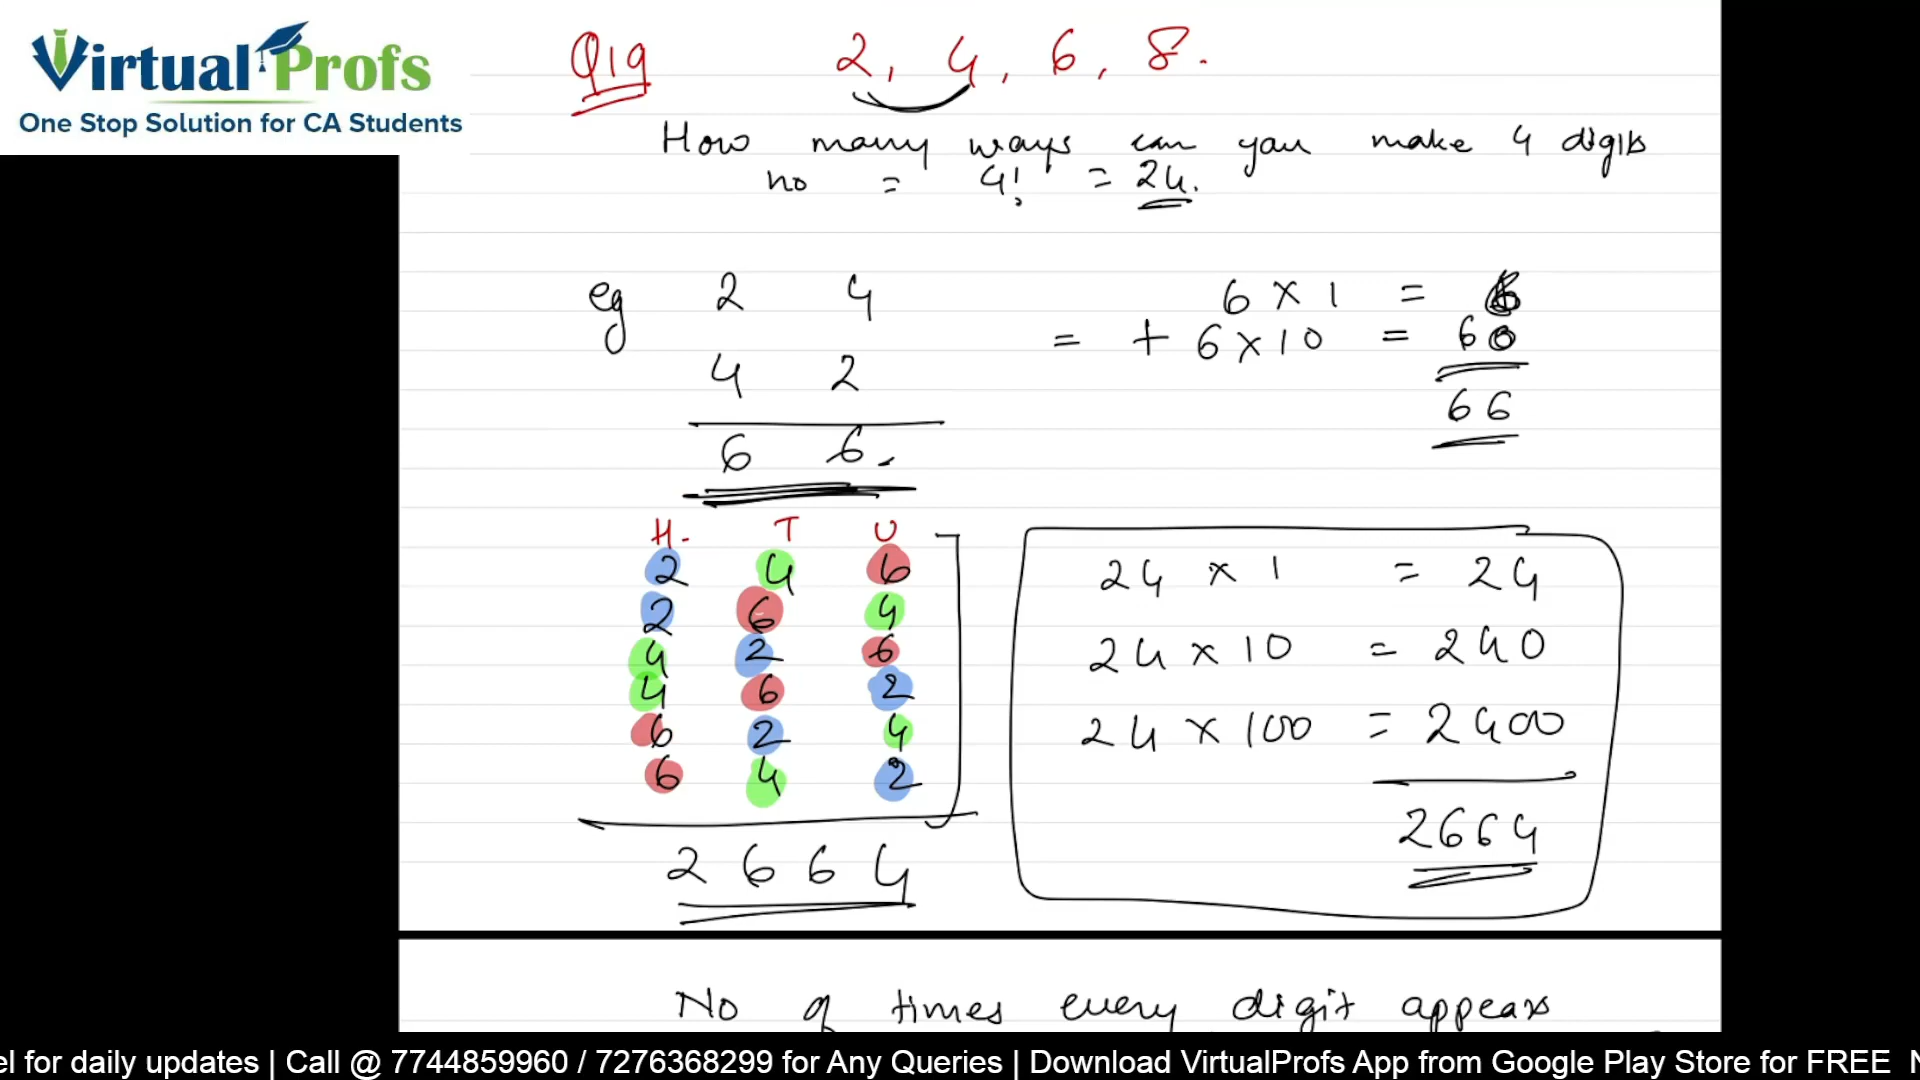 Virtual Profs
One Stop Solution for CA Students
Q19 2, 4, 6, 8.
How many ways can you make 4 digits
no = 4! = 24.
eg 2 4
4 2
6 6.
6 × 1 = 6
= + 6 × 10 = 60
66
H. T U
2 4 6
2 6 4
4 2 6
4 6 2
6 2 4
6 4 2
2 6 6 4
24 × 1 = 24
24 × 10 = 240
24 × 100 = 2400
2664
No of times every digit appears
el for daily updates | Call @ 7744859960 / 7276368299 for Any Queries | Download VirtualProfs App from Google Play Store for FREE N